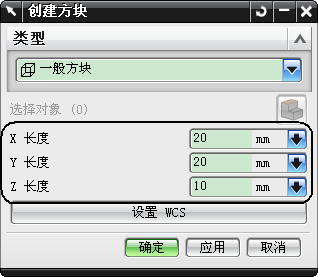 创建方块
类型
一般方块
选择对象 (0)
X 长度 20 mm
Y 长度 20 mm
Z 长度 10 mm
设置 WCS
确定 应用 取消